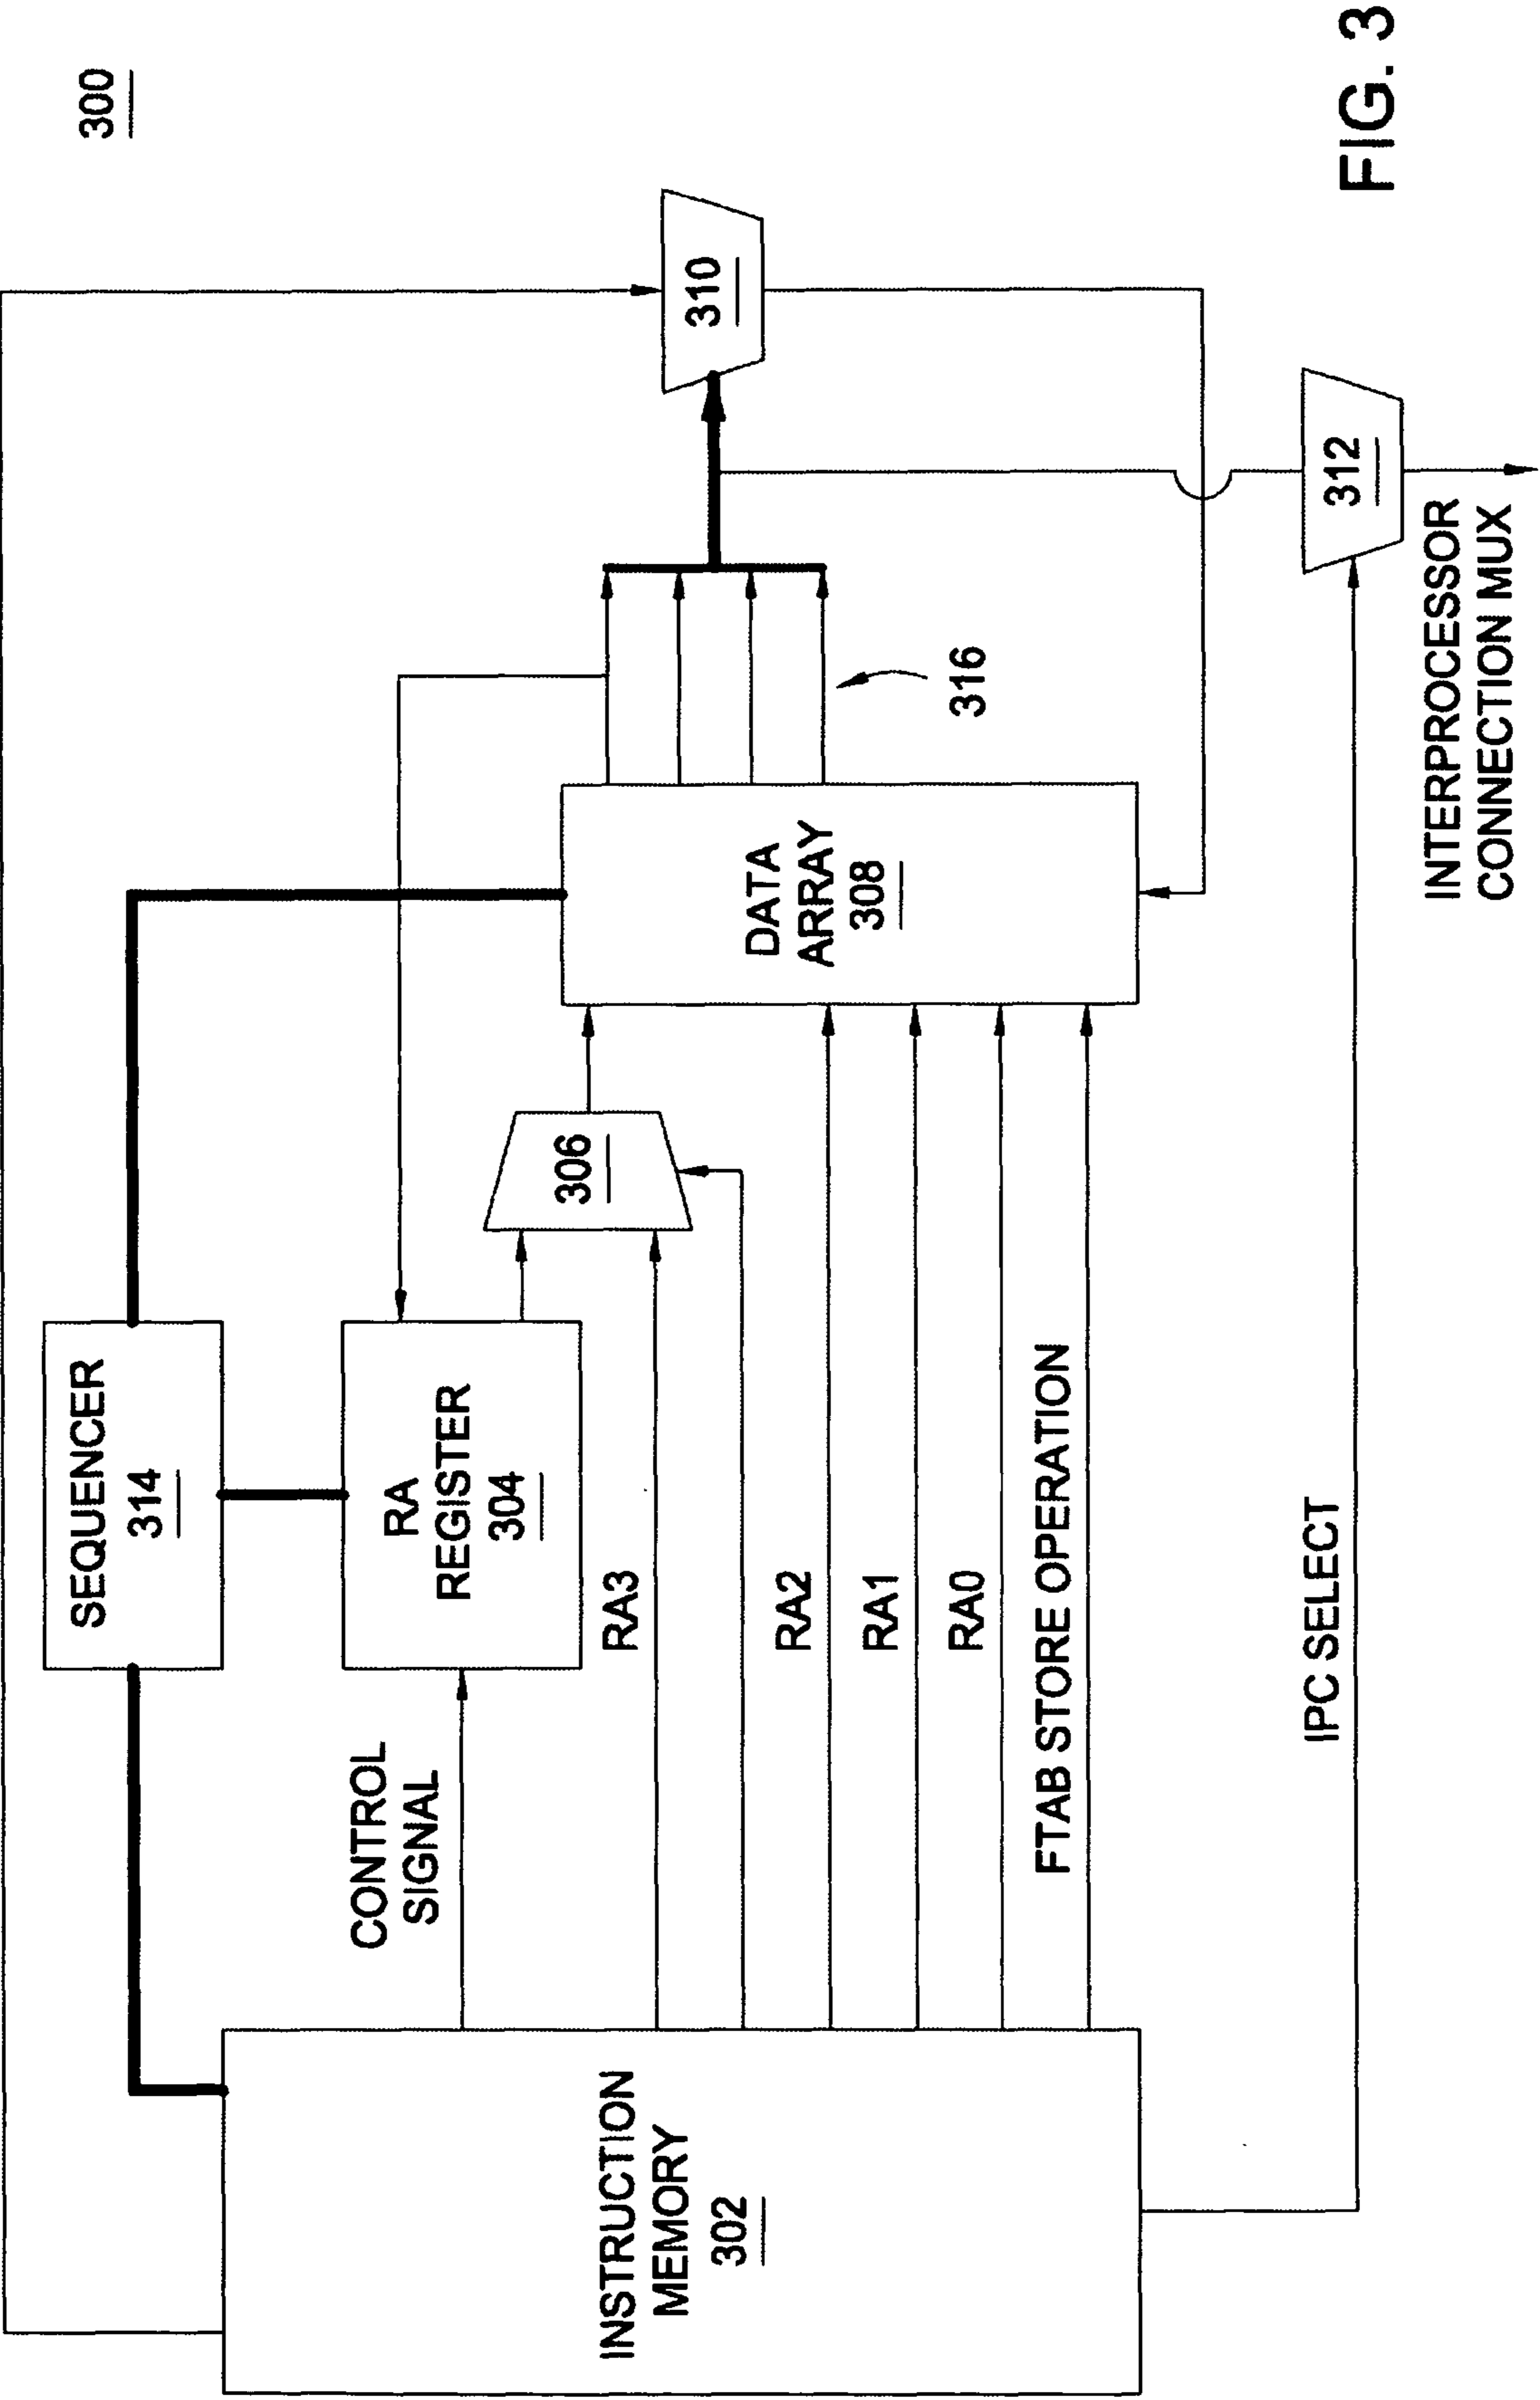 300
SEQUENCER
314
CONTROL
SIGNAL
RA
REGISTER
304
RA3
306
RA2
RA1
RA0
FTAB STORE OPERATION
INSTRUCTION
MEMORY
302
DATA
ARRAY
308
316
310
312
IPC SELECT
INTERPROCESSOR
CONNECTION MUX
FIG. 3